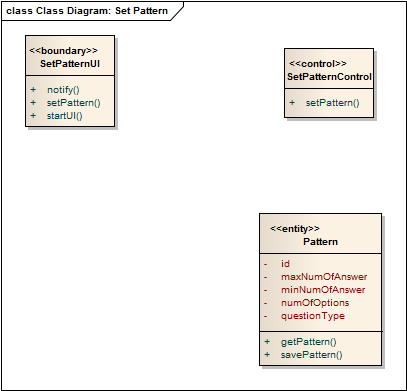 class Class Diagram: Set Pattern
<<boundary>>
SetPatternUI
+ notify()
+ setPattern()
+ startUI()
<<control>>
SetPatternControl
+ setPattern()
<<entity>>
Pattern
- id
- maxNumOfAnswer
- minNumOfAnswer
- numOfOptions
- questionType
+ getPattern()
+ savePattern()